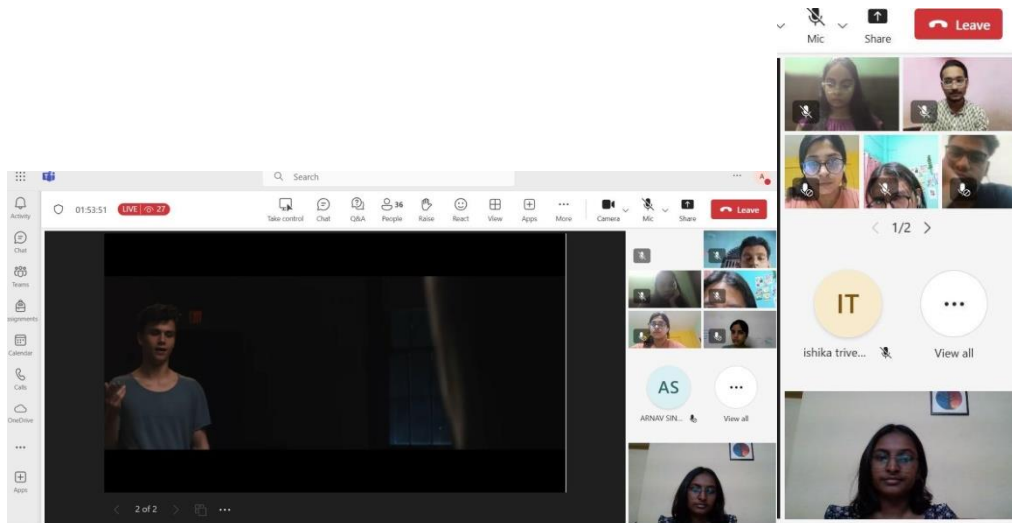 Search
Activity
Chat
Teams
ssignments
Calendar
Calls
OneDrive
Apps
01:53:51 LIVE 27
Take control Chat Q&A 36 People Raise React View Apps More Camera Mic Share Leave
ARNAV SIN...
AS
View all
2 of 2
Mic Share Leave
1/2
IT
ishika trive...
View all